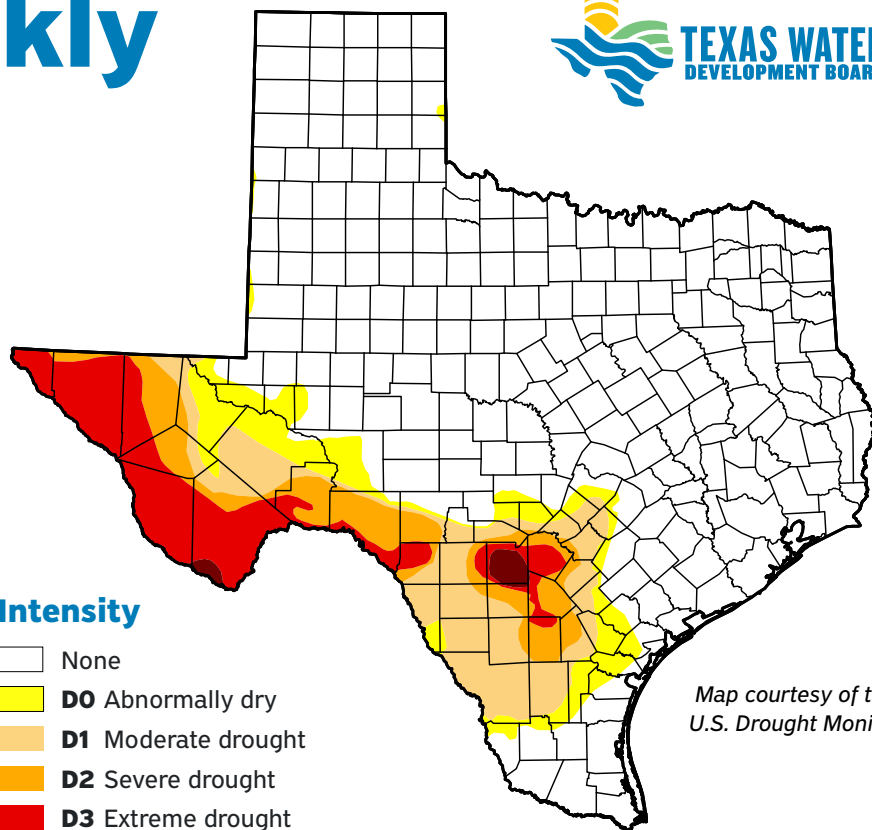 kly
TEXAS WATER
DEVELOPMENT BOAR
Intensity
None
D0 Abnormally dry
D1 Moderate drought
D2 Severe drought
D3 Extreme drought
Map courtesy of t
U.S. Drought Moni